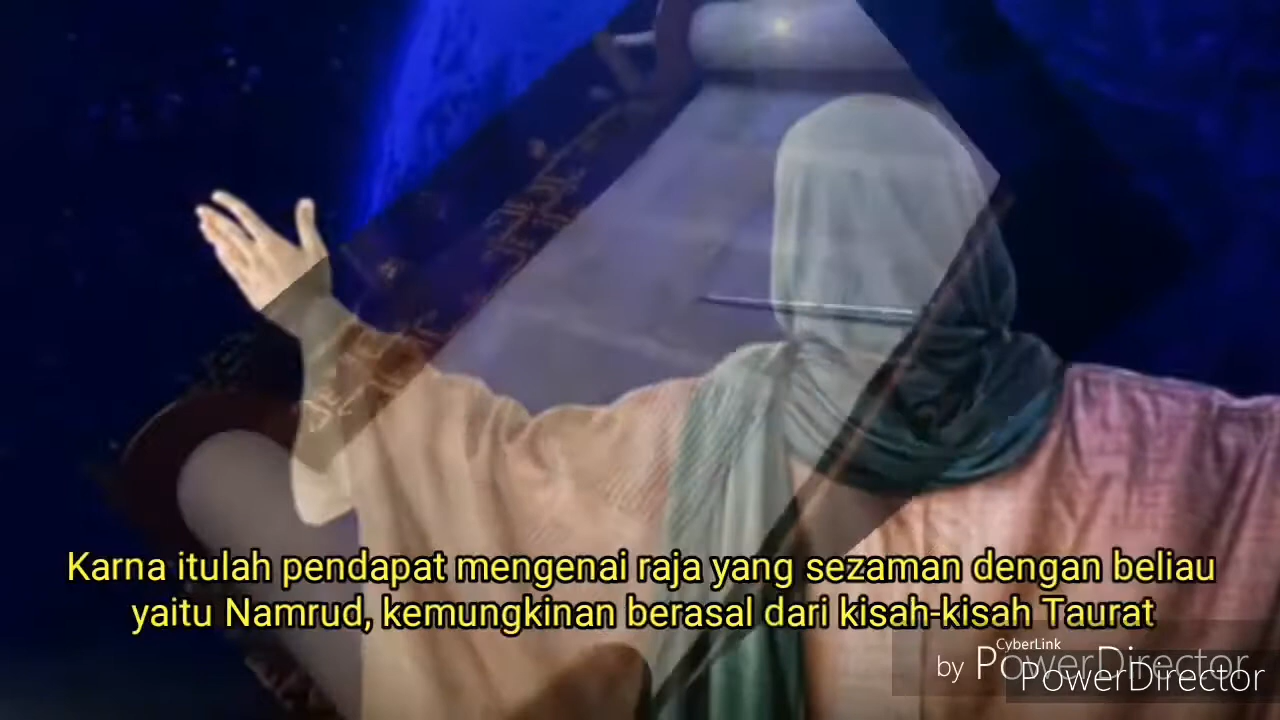 Karna itulah pendapat mengenai raja yang sezaman dengan beliau
yaitu Namrud, kemungkinan berasal dari kisah-kisah Taurat
CyberLink
by PowerDirector
PowerDirector